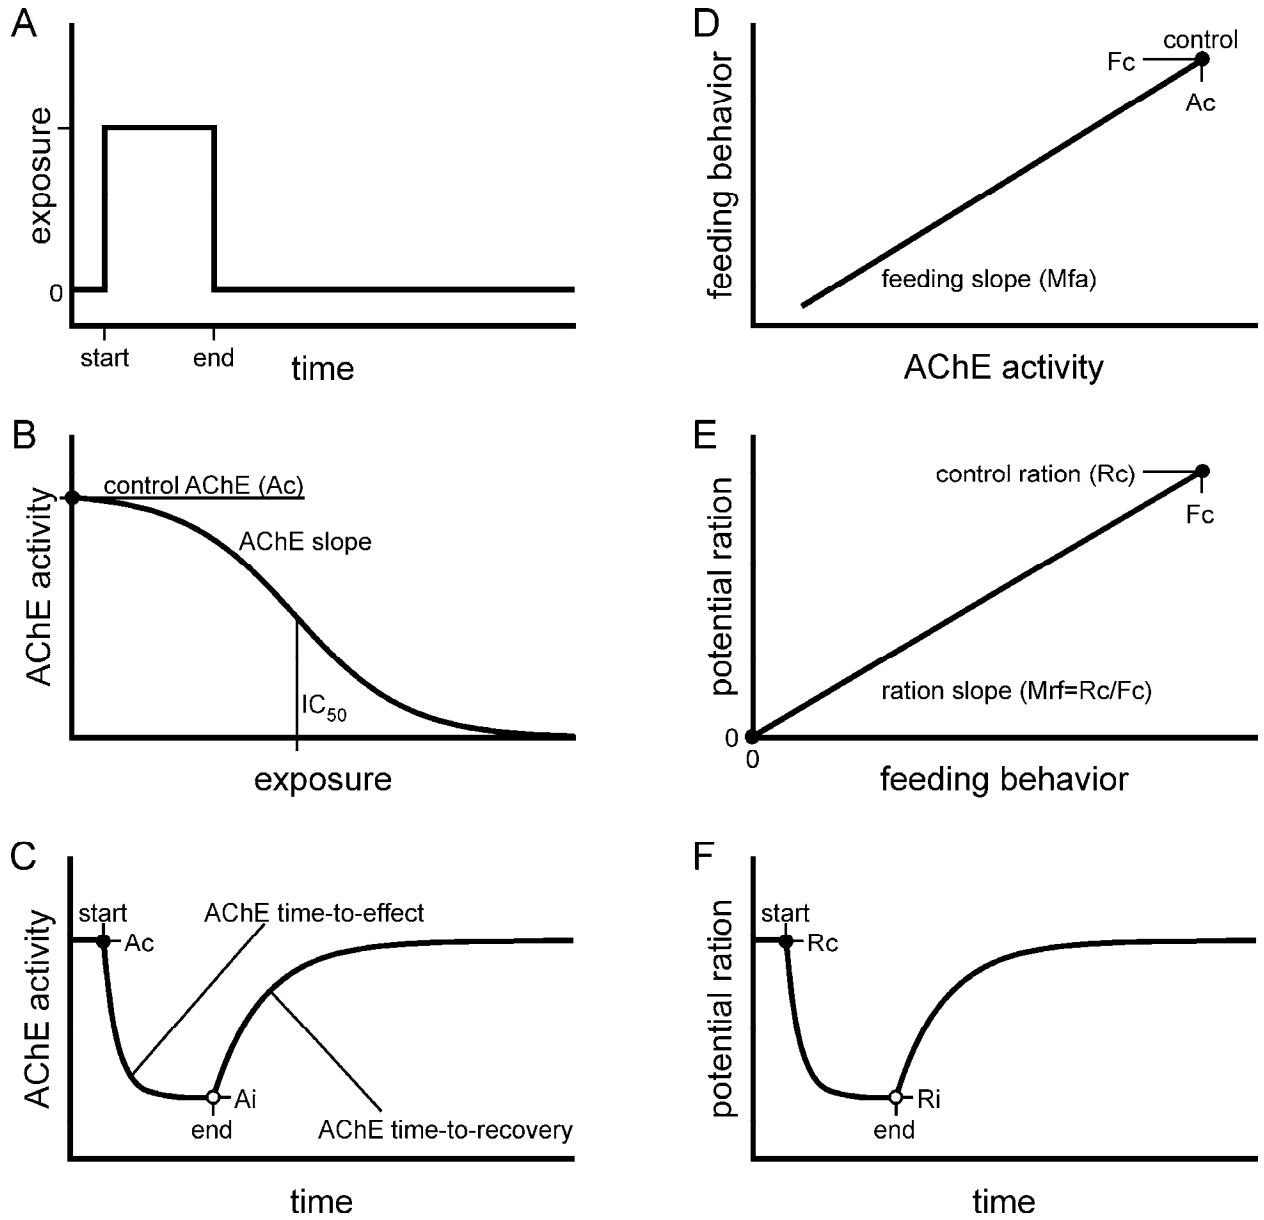 A
exposure
0
start
end
time
B
control AChE (Ac)
AChE slope
AChE activity
IC50
exposure
C
start
AChE time-to-effect
Ac
AChE activity
Ai
end
AChE time-to-recovery
time
D
control
Fc
Ac
feeding behavior
feeding slope (Mfa)
AChE activity
E
control ration (Rc)
Fc
potential ration
ration slope (Mrf=Rc/Fc)
0
0
feeding behavior
F
start
Rc
potential ration
Ri
end
time